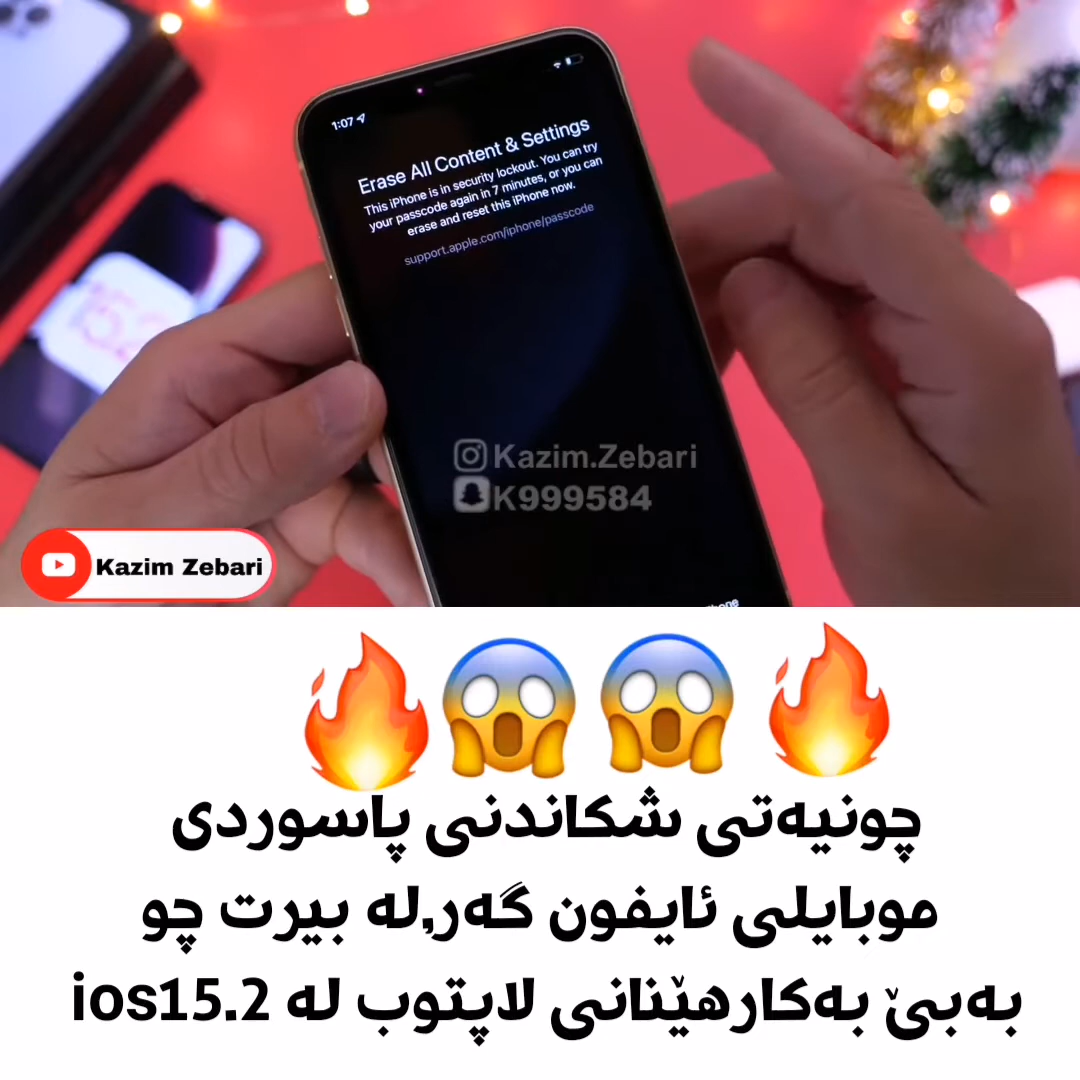 1:07
Erase All Content & Settings
This iPhone is in security lockout. You can try
your passcode again in 7 minutes, or you can
erase and reset this iPhone now.
support.apple.com/iphone/passcode
15.2
Kazim.Zebari
K999584
Kazim Zebari
چونیەتی شکاندنی پاسوردی
موبایلی ئایفون گەر,لە بیرت چو
بەبێ بەکارهێنانی لاپتوب لە ios15.2